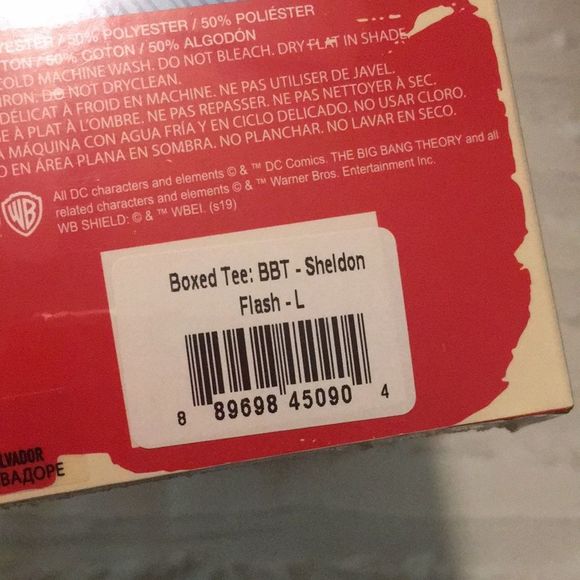 YESTER / 50% POLYESTER / 50% POLIÉSTER
TTON / 50% COTON / 50% ALGODÓN
COLD MACHINE WASH. DO NOT BLEACH. DRY FLAT IN SHADE.
IRON. DO NOT DRYCLEAN.
DÉLICAT À FROID EN MACHINE. NE PAS UTILISER DE JAVEL.
E À PLAT À L'OMBRE. NE PAS REPASSER. NE PAS NETTOYER À SEC.
A MÁQUINA CON AGUA FRÍA Y EN CICLO DELICADO. NO USAR CLORO.
O EN ÁREA PLANA EN SOMBRA. NO PLANCHAR. NO LAVAR EN SECO.
WB
All DC characters and elements © & ™ DC Comics. THE BIG BANG THEORY and all
related characters and elements © & ™ Warner Bros. Entertainment Inc.
WB SHIELD: © & ™ WBEI. (s19)
Boxed Tee: BBT - Sheldon
Flash - L
8 89698 45090 4
LVADOR
ВАДОРЕ